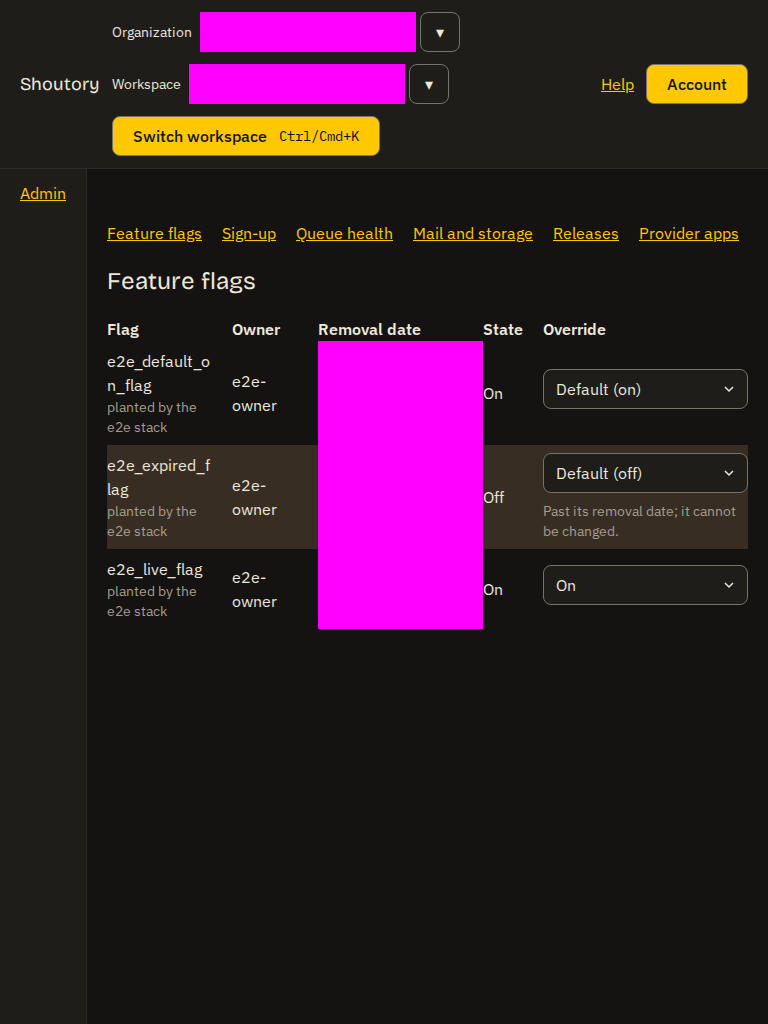 Organization
▼
Shoutory
Workspace
▼
Help
Account
Switch workspace Ctrl/Cmd+K
Admin
Feature flags
Sign-up
Queue health
Mail and storage
Releases
Provider apps
Feature flags
Flag
Owner
Removal date
State
Override
e2e_default_o
n_flag
planted by the
e2e stack
e2e-
owner
On
Default (on)
e2e_expired_f
lag
planted by the
e2e stack
e2e-
owner
Off
Default (off)
Past its removal date; it cannot
be changed.
e2e_live_flag
planted by the
e2e stack
e2e-
owner
On
On